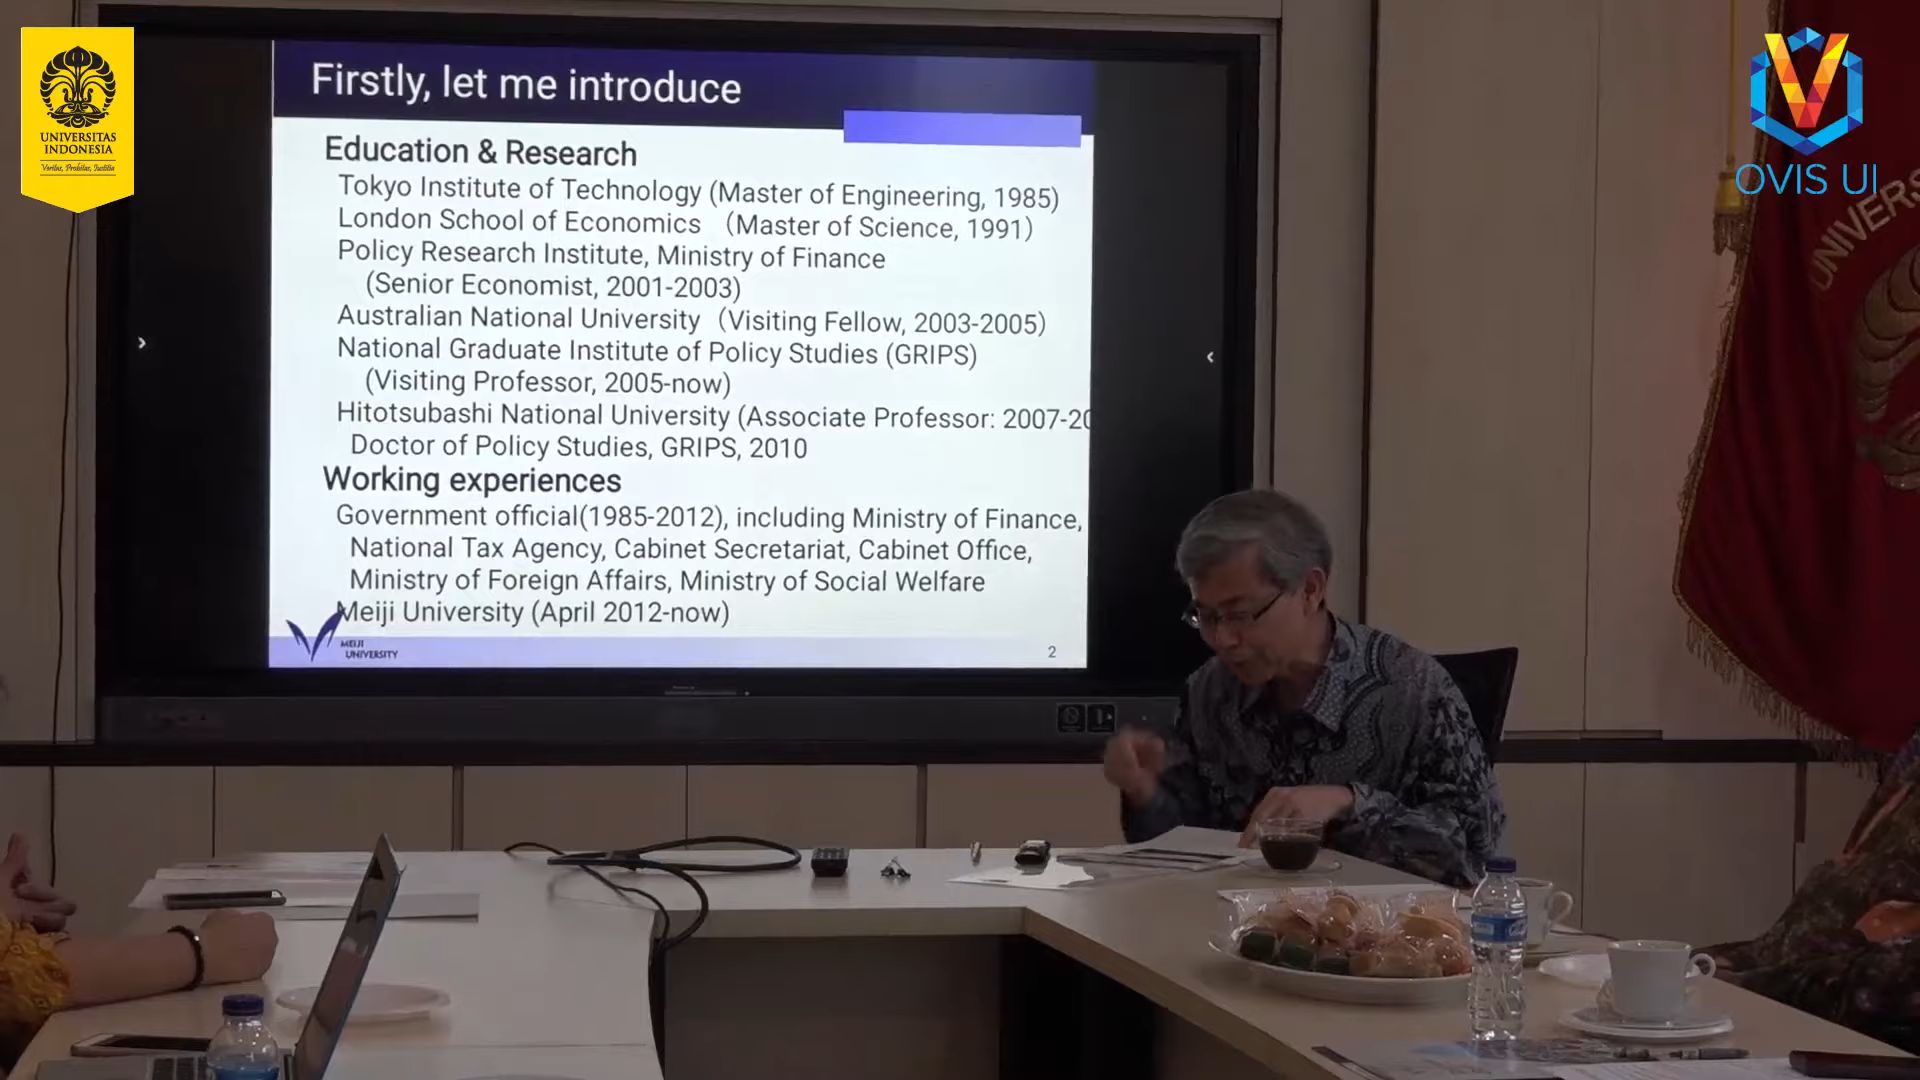 UNIVERSITAS
INDONESIA
Veritas, Probitas, Iustitia
OVIS UI
Firstly, let me introduce
Education & Research
Tokyo Institute of Technology (Master of Engineering, 1985)
London School of Economics （Master of Science, 1991）
Policy Research Institute, Ministry of Finance
(Senior Economist, 2001-2003)
Australian National University（Visiting Fellow, 2003-2005）
National Graduate Institute of Policy Studies (GRIPS)
(Visiting Professor, 2005-now)
Hitotsubashi National University (Associate Professor: 2007-20
Doctor of Policy Studies, GRIPS, 2010
Working experiences
Government official(1985-2012), including Ministry of Finance,
National Tax Agency, Cabinet Secretariat, Cabinet Office,
Ministry of Foreign Affairs, Ministry of Social Welfare
Meiji University (April 2012-now)
MEIJI
UNIVERSITY
2
UNIVERS